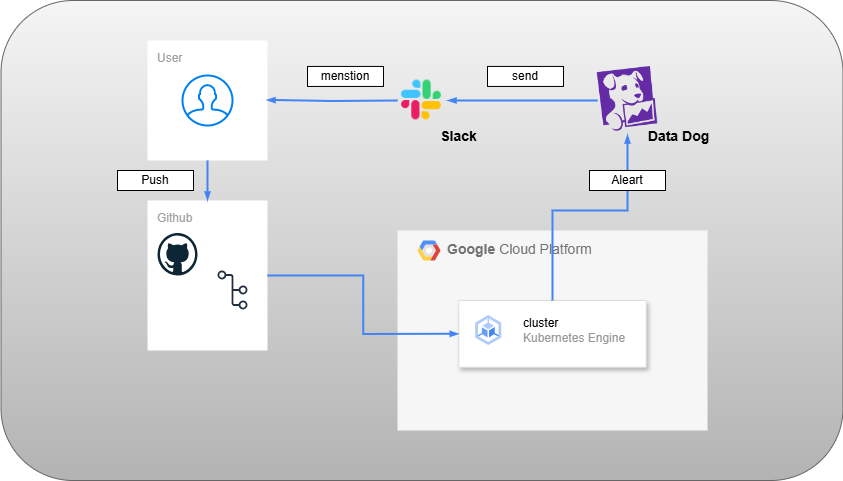 User
menstion
send
Slack
Data Dog
Push
Aleart
Github
Google Cloud Platform
cluster
Kubernetes Engine